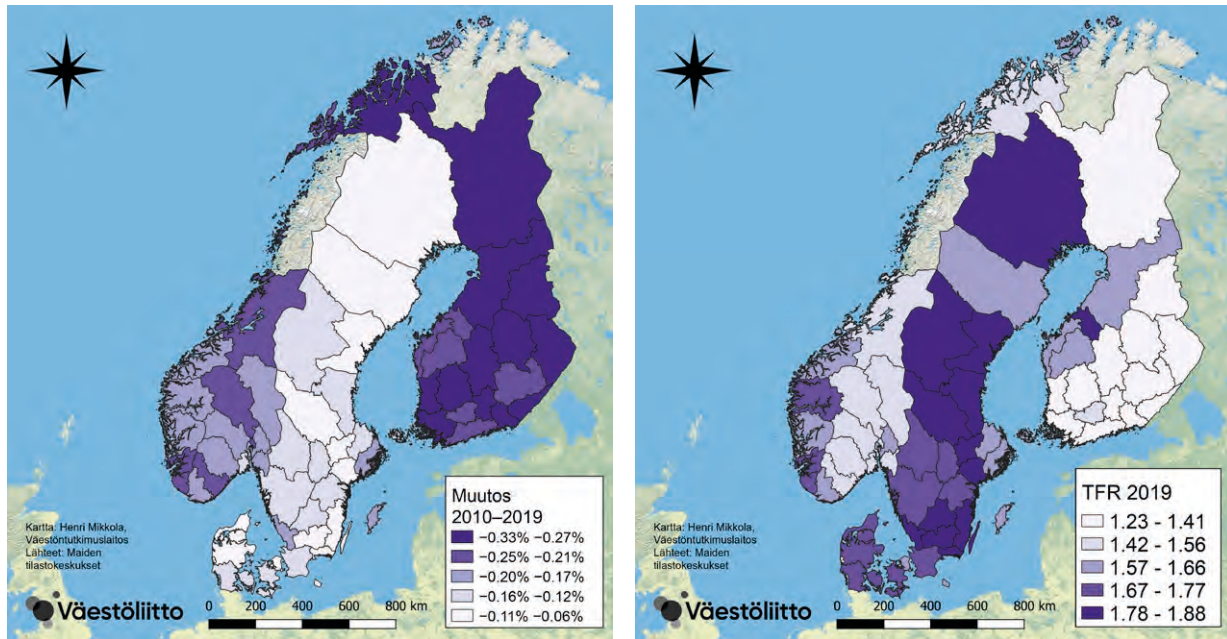 Kartta: Henri Mikkola,
Väestöntutkimuslaitos
Lähteet: Maiden
tilastokeskukset
Väestöliitto
0 200 400 600 800 km
Muutos
2010–2019
−0.33% −0.27%
−0.25% −0.21%
−0.20% −0.17%
−0.16% −0.12%
−0.11% −0.06%
Kartta: Henri Mikkola,
Väestöntutkimuslaitos
Lähteet: Maiden
tilastokeskukset
Väestöliitto
0 200 400 600 800 km
TFR 2019
1.23 - 1.41
1.42 - 1.56
1.57 - 1.66
1.67 - 1.77
1.78 - 1.88